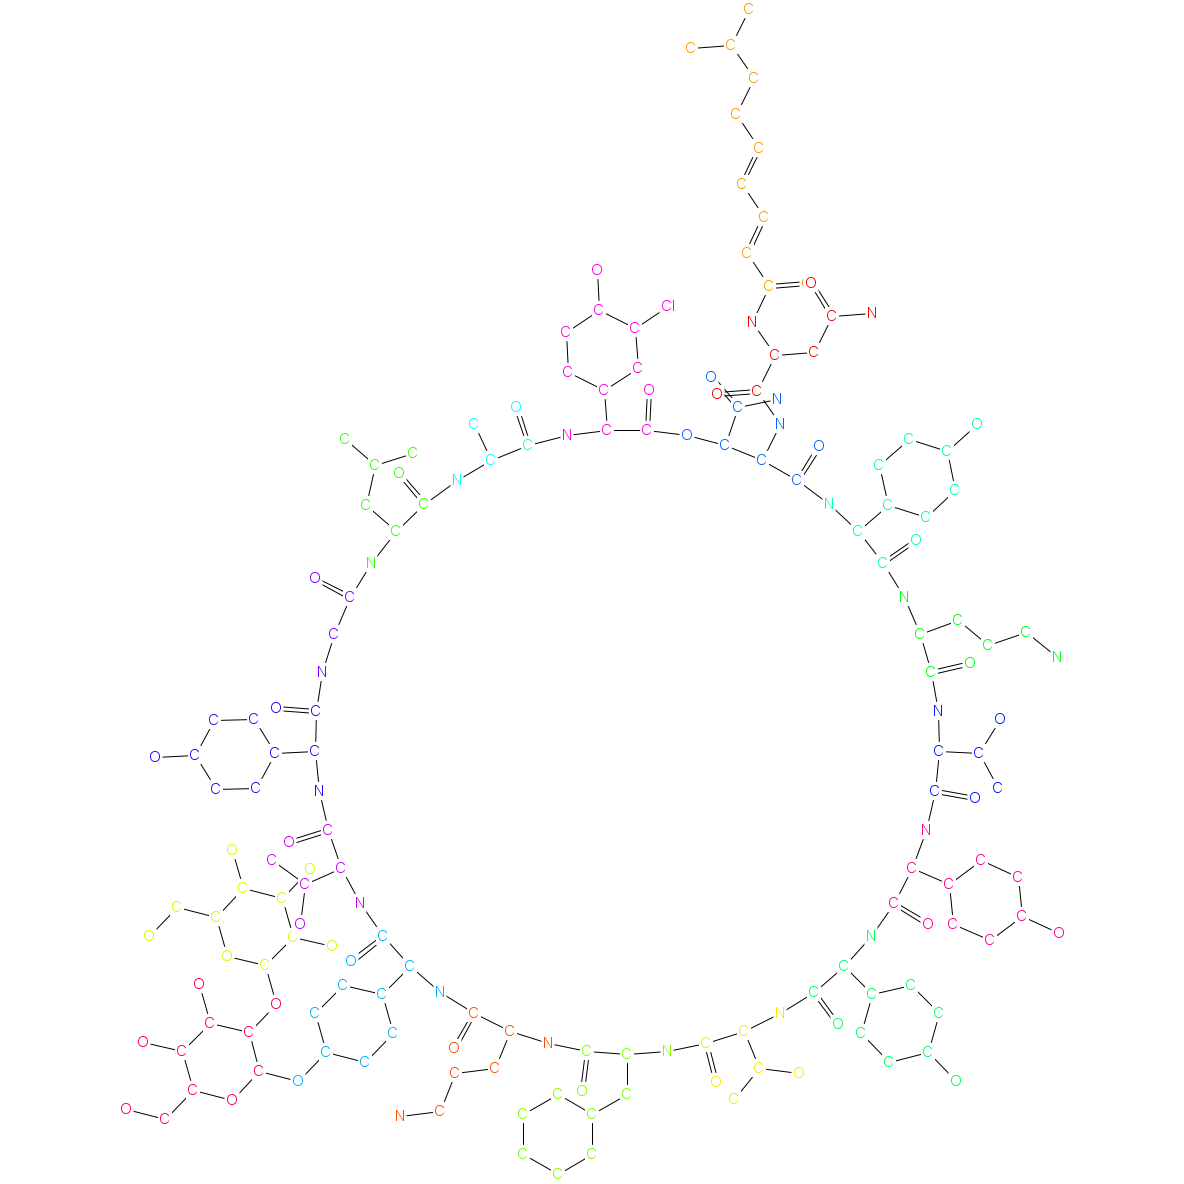 C
C C
C
C
C
C
C
C
O
C O
C Cl C N
N
C C
C C
C C O
C O O C N
O C
C N O
C N C C O C
C C C O C
C C C C
O N C C
C C N C C
C C O
N C
O
C N
C C C C
C
N C O N
O C N
C C O
O C C C C C
C C N C O C
O C N
O C O C C C
C C C C C
C C N C
O O C C
O C O C N C O
O C O C C
O C C N C C C
O C C N C
C C C C C O C
O C C O N C C N C C
C C C C C O C
O O O
C O C O C C
O C N C C C
C C
C